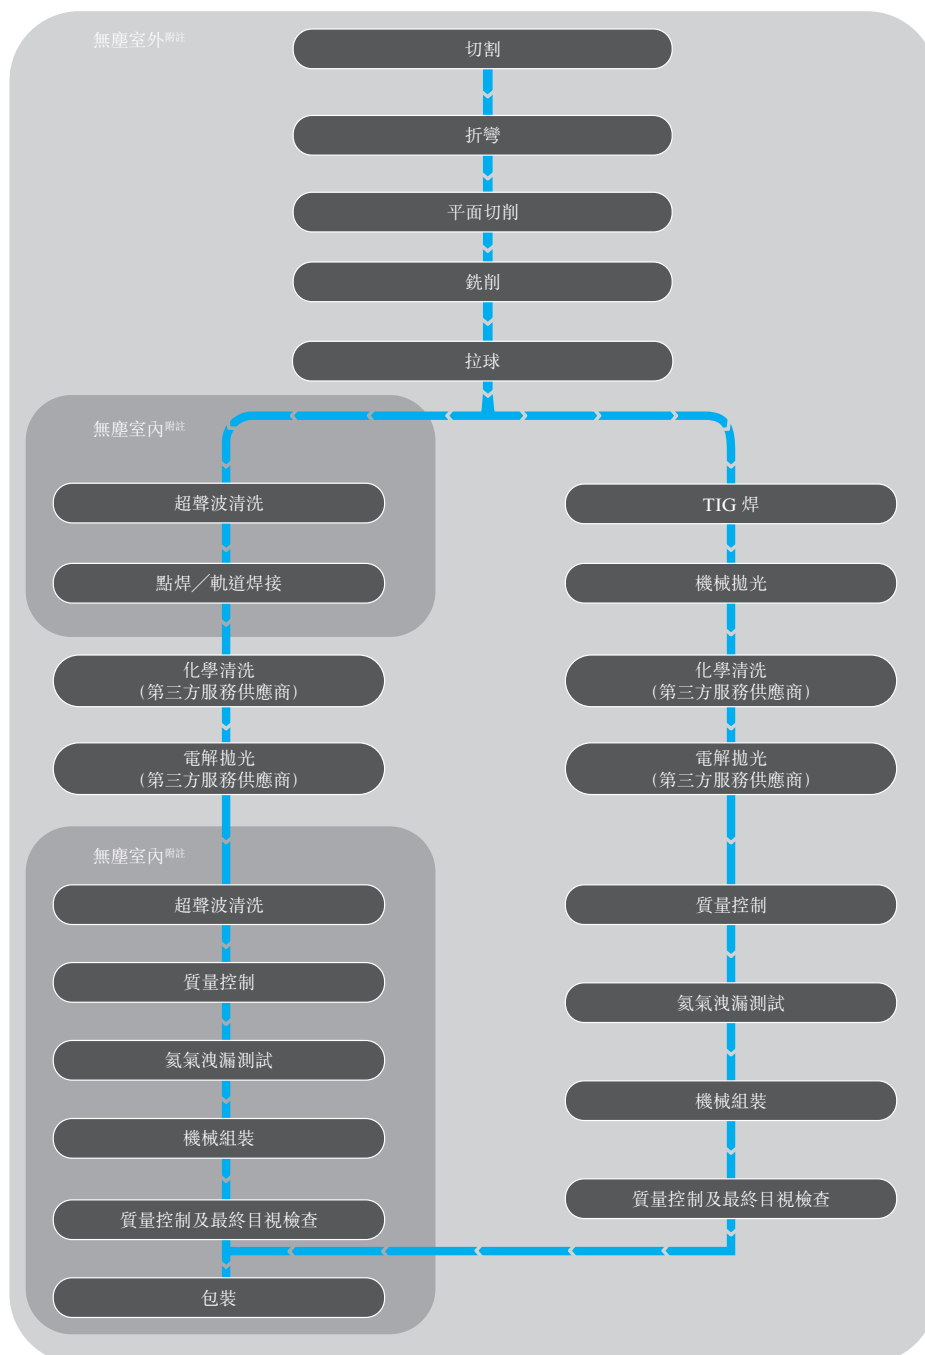 無塵室外附註
切割
折彎
平面切削
銑削
拉球
無塵室內附註
超聲波清洗
點焊／軌道焊接
化學清洗
(第三方服務供應商)
電解拋光
(第三方服務供應商)
無塵室內附註
超聲波清洗
質量控制
氦氣洩漏測試
機械組裝
質量控制及最終目視檢查
包裝
TIG 焊
機械拋光
化學清洗
(第三方服務供應商)
電解拋光
(第三方服務供應商)
質量控制
氦氣洩漏測試
機械組裝
質量控制及最終目視檢查